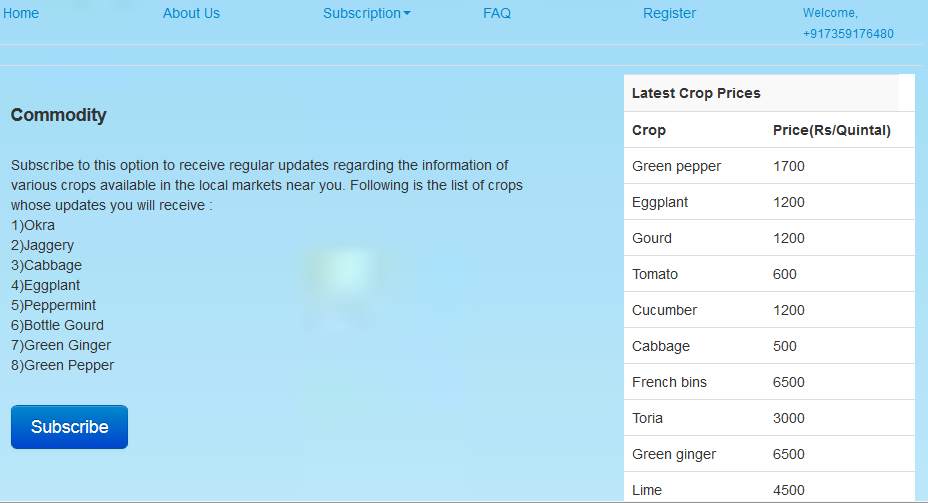 Home About Us Subscription FAQ Register Welcome,
+917359176480
Commodity
Subscribe to this option to receive regular updates regarding the information of
various crops available in the local markets near you. Following is the list of crops
whose updates you will receive :
1)Okra
2)Jaggery
3)Cabbage
4)Eggplant
5)Peppermint
6)Bottle Gourd
7)Green Ginger
8)Green Pepper
Subscribe
Latest Crop Prices
Crop Price(Rs/Quintal)
Green pepper 1700
Eggplant 1200
Gourd 1200
Tomato 600
Cucumber 1200
Cabbage 500
French bins 6500
Toria 3000
Green ginger 6500
Lime 4500